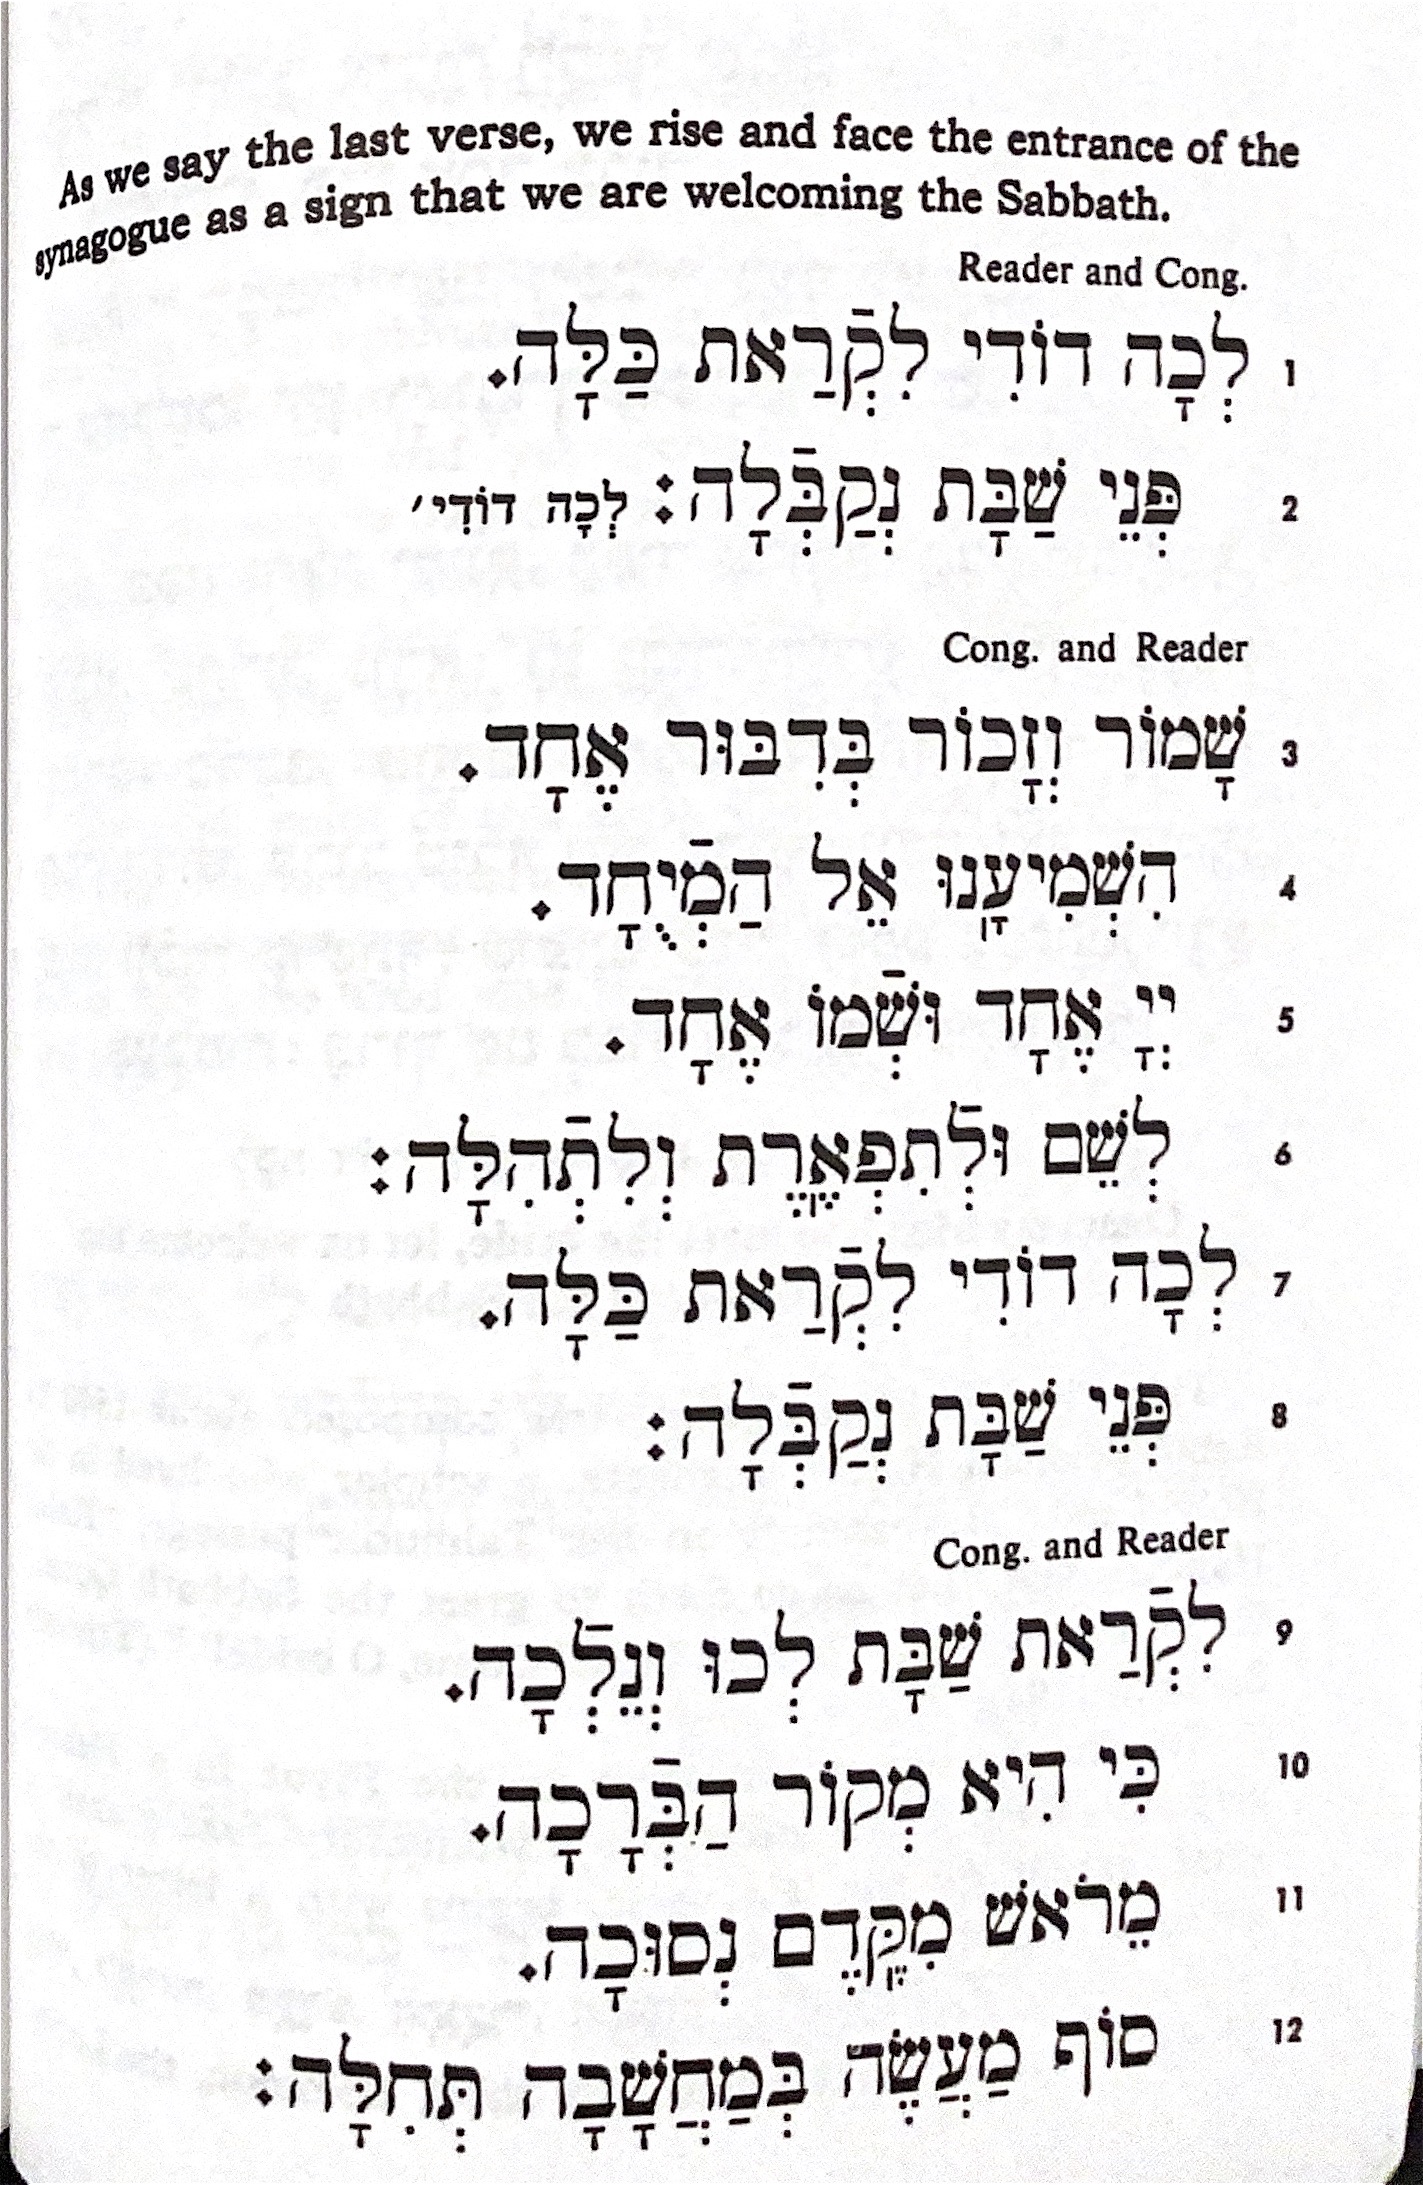 As we say the last verse, we rise and face the entrance of the
synagogue as a sign that we are welcoming the Sabbath.
Reader and Cong.
1 לְכָה דוֹדִי לִקְרַֿאת כַּלָּה.
2 פְּנֵי שַׁבָּת נְקַבְּֿלָה: לְכָה דוֹדִי׳
Cong. and Reader
3 שָׁמוֹר וְזָכוֹר בְּדִבּוּר אֶחָד.
4 הִשְׁמִיעָֽנוּ אֵל הַמְֿיֻחָד.
5 יְיָ אֶחָד וּשְֿׁמוֹ אֶחָד.
6 לְשֵׁם וּלְֿתִפְאֶֽרֶת וְלִתְֿהִלָּה:
7 לְכָה דוֹדִי לִקְֿרַאת כַּלָּה.
8 פְּנֵי שַׁבָּת נְקַבְּֿלָה:
Cong. and Reader
9 לִקְֿרַאת שַׁבָּת לְכוּ וְנֵלְֿכָה.
10 כִּי הִיא מְקוֹר הַבְּֿרָכָה.
11 מֵרֹאשׁ מִקֶּֽדֶם נְסוּכָה.
12 סוֹף מַעֲשֶׂה בְּמַחֲשָׁבָה תְּחִלָּה: